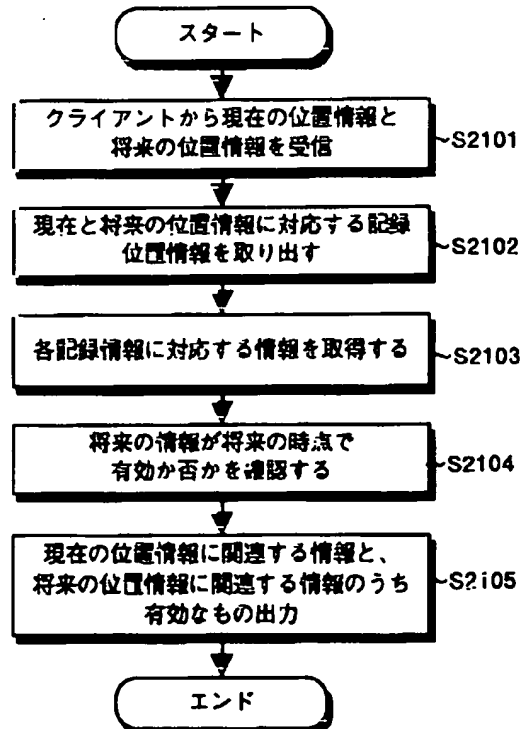 スタート
クライアントから現在の位置情報と
将来の位置情報を受信
~S2101
現在と将来の位置情報に対応する記録
位置情報を取り出す
~S2102
各記録情報に対応する情報を取得する
~S2103
将来の情報が将来の時点で
有効か否かを確認する
~S2104
現在の位置情報に関連する情報と、
将来の位置情報に関連する情報のうち
有効なもの出力
~S2105
エンド